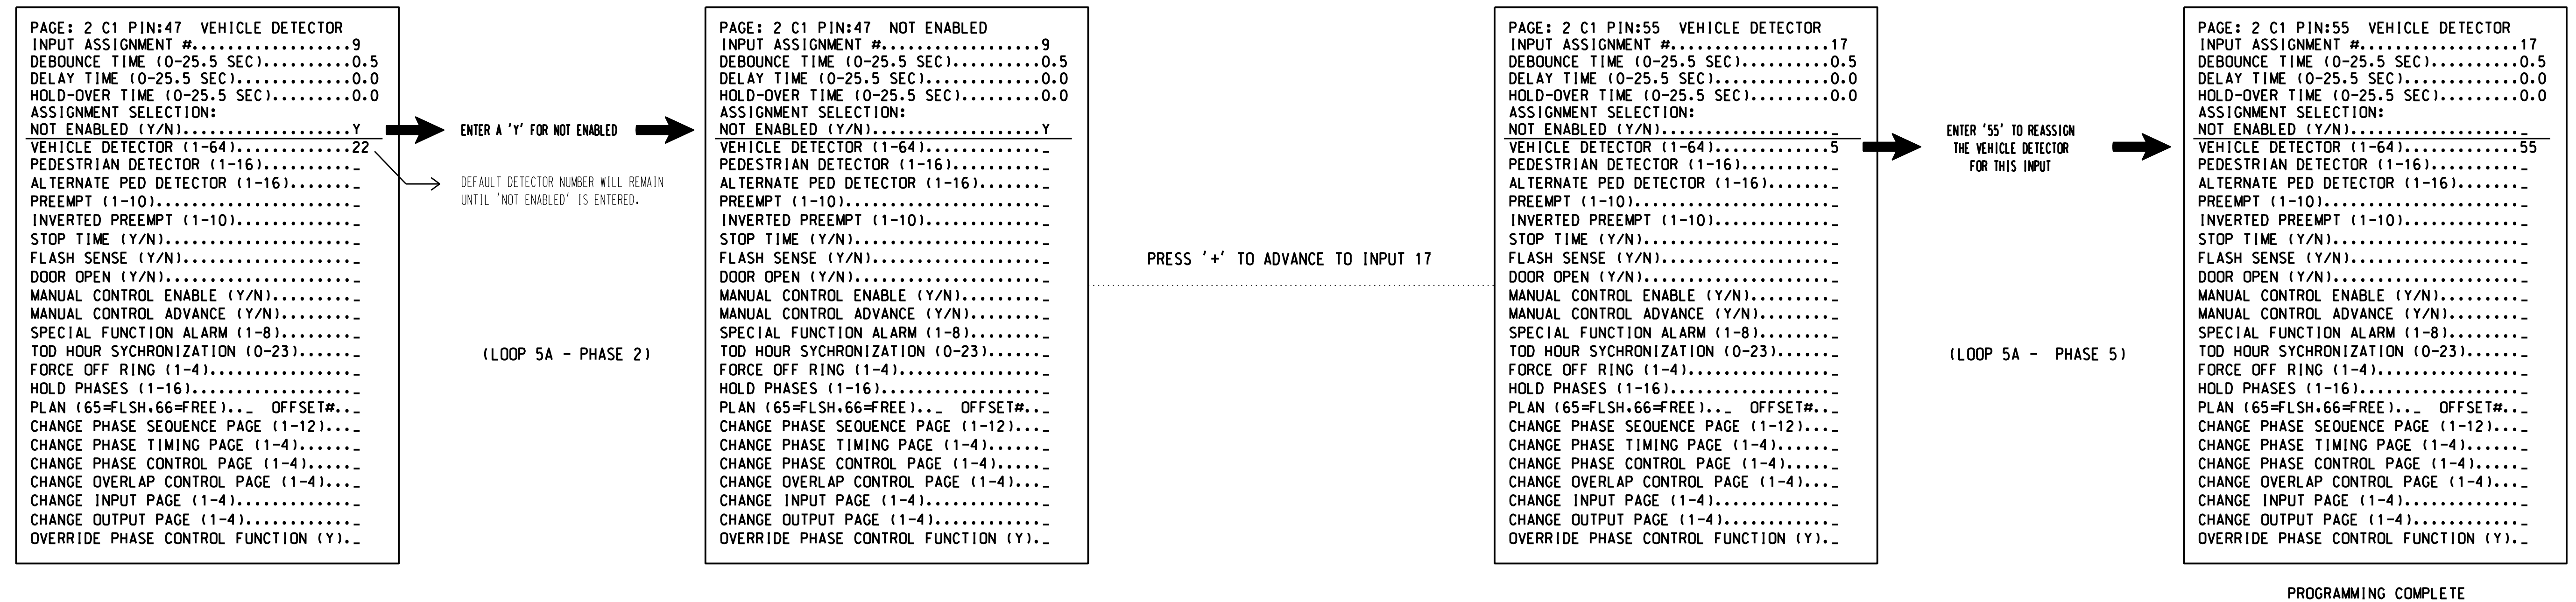 PAGE: 2 C1 PIN:47 VEHICLE DETECTOR
INPUT ASSIGNMENT #..................9
DEBOUNCE TIME (0-25.5 SEC)..........0.5
DELAY TIME (0-25.5 SEC).............0.0
HOLD-OVER TIME (0-25.5 SEC).........0.0
ASSIGNMENT SELECTION:
NOT ENABLED (Y/N)...................Y
VEHICLE DETECTOR (1-64).............22
PEDESTRIAN DETECTOR (1-16).........._
ALTERNATE PED DETECTOR (1-16)......._
PREEMPT (1-10)......................_
INVERTED PREEMPT (1-10)............._
STOP TIME (Y/N)....................._
FLASH SENSE (Y/N)..................._
DOOR OPEN (Y/N)....................._
MANUAL CONTROL ENABLE (Y/N)........._
MANUAL CONTROL ADVANCE (Y/N)........_
SPECIAL FUNCTION ALARM (1-8)........_
TOD HOUR SYCHRONIZATION (0-23)......_
FORCE OFF RING (1-4)................_
HOLD PHASES (1-16).................._
PLAN (65=FLSH,66=FREE).._ OFFSET#.._
CHANGE PHASE SEQUENCE PAGE (1-12)..._
CHANGE PHASE TIMING PAGE (1-4)......_
CHANGE PHASE CONTROL PAGE (1-4)....._
CHANGE OVERLAP CONTROL PAGE (1-4)..._
CHANGE INPUT PAGE (1-4)............._
CHANGE OUTPUT PAGE (1-4)............_
OVERRIDE PHASE CONTROL FUNCTION (Y)._
ENTER A 'Y' FOR NOT ENABLED
DEFAULT DETECTOR NUMBER WILL REMAIN
UNTIL 'NOT ENABLED' IS ENTERED.
(LOOP 5A - PHASE 2)
PAGE: 2 C1 PIN:47 NOT ENABLED
INPUT ASSIGNMENT #..................9
DEBOUNCE TIME (0-25.5 SEC)..........0.5
DELAY TIME (0-25.5 SEC).............0.0
HOLD-OVER TIME (0-25.5 SEC).........0.0
ASSIGNMENT SELECTION:
NOT ENABLED (Y/N)...................Y
VEHICLE DETECTOR (1-64)............._
PEDESTRIAN DETECTOR (1-16).........._
ALTERNATE PED DETECTOR (1-16)......._
PREEMPT (1-10)......................_
INVERTED PREEMPT (1-10)............._
STOP TIME (Y/N)....................._
FLASH SENSE (Y/N)..................._
DOOR OPEN (Y/N)....................._
MANUAL CONTROL ENABLE (Y/N)........._
MANUAL CONTROL ADVANCE (Y/N)........_
SPECIAL FUNCTION ALARM (1-8)........_
TOD HOUR SYCHRONIZATION (0-23)......_
FORCE OFF RING (1-4)................_
HOLD PHASES (1-16).................._
PLAN (65=FLSH,66=FREE).._ OFFSET#.._
CHANGE PHASE SEQUENCE PAGE (1-12)..._
CHANGE PHASE TIMING PAGE (1-4)......_
CHANGE PHASE CONTROL PAGE (1-4)....._
CHANGE OVERLAP CONTROL PAGE (1-4)..._
CHANGE INPUT PAGE (1-4)............._
CHANGE OUTPUT PAGE (1-4)............_
OVERRIDE PHASE CONTROL FUNCTION (Y)._
PRESS '+' TO ADVANCE TO INPUT 17
PAGE: 2 C1 PIN:55 VEHICLE DETECTOR
INPUT ASSIGNMENT #..................17
DEBOUNCE TIME (0-25.5 SEC)..........0.5
DELAY TIME (0-25.5 SEC).............0.0
HOLD-OVER TIME (0-25.5 SEC).........0.0
ASSIGNMENT SELECTION:
NOT ENABLED (Y/N)..................._
VEHICLE DETECTOR (1-64).............5
PEDESTRIAN DETECTOR (1-16).........._
ALTERNATE PED DETECTOR (1-16)......._
PREEMPT (1-10)......................_
INVERTED PREEMPT (1-10)............._
STOP TIME (Y/N)....................._
FLASH SENSE (Y/N)..................._
DOOR OPEN (Y/N)....................._
MANUAL CONTROL ENABLE (Y/N)........._
MANUAL CONTROL ADVANCE (Y/N)........_
SPECIAL FUNCTION ALARM (1-8)........_
TOD HOUR SYCHRONIZATION (0-23)......_
FORCE OFF RING (1-4)................_
HOLD PHASES (1-16).................._
PLAN (65=FLSH,66=FREE).._ OFFSET#.._
CHANGE PHASE SEQUENCE PAGE (1-12)..._
CHANGE PHASE TIMING PAGE (1-4)......_
CHANGE PHASE CONTROL PAGE (1-4)....._
CHANGE OVERLAP CONTROL PAGE (1-4)..._
CHANGE INPUT PAGE (1-4)............._
CHANGE OUTPUT PAGE (1-4)............_
OVERRIDE PHASE CONTROL FUNCTION (Y)._
ENTER '55' TO REASSIGN
THE VEHICLE DETECTOR
FOR THIS INPUT
(LOOP 5A - PHASE 5)
PAGE: 2 C1 PIN:55 VEHICLE DETECTOR
INPUT ASSIGNMENT #..................17
DEBOUNCE TIME (0-25.5 SEC)..........0.5
DELAY TIME (0-25.5 SEC).............0.0
HOLD-OVER TIME (0-25.5 SEC).........0.0
ASSIGNMENT SELECTION:
NOT ENABLED (Y/N)..................._
VEHICLE DETECTOR (1-64).............55
PEDESTRIAN DETECTOR (1-16).........._
ALTERNATE PED DETECTOR (1-16)......._
PREEMPT (1-10)......................_
INVERTED PREEMPT (1-10)............._
STOP TIME (Y/N)....................._
FLASH SENSE (Y/N)..................._
DOOR OPEN (Y/N)....................._
MANUAL CONTROL ENABLE (Y/N)........._
MANUAL CONTROL ADVANCE (Y/N)........_
SPECIAL FUNCTION ALARM (1-8)........_
TOD HOUR SYCHRONIZATION (0-23)......_
FORCE OFF RING (1-4)................_
HOLD PHASES (1-16).................._
PLAN (65=FLSH,66=FREE).._ OFFSET#.._
CHANGE PHASE SEQUENCE PAGE (1-12)..._
CHANGE PHASE TIMING PAGE (1-4)......_
CHANGE PHASE CONTROL PAGE (1-4)....._
CHANGE OVERLAP CONTROL PAGE (1-4)..._
CHANGE INPUT PAGE (1-4)............._
CHANGE OUTPUT PAGE (1-4)............_
OVERRIDE PHASE CONTROL FUNCTION (Y)._
PROGRAMMING COMPLETE